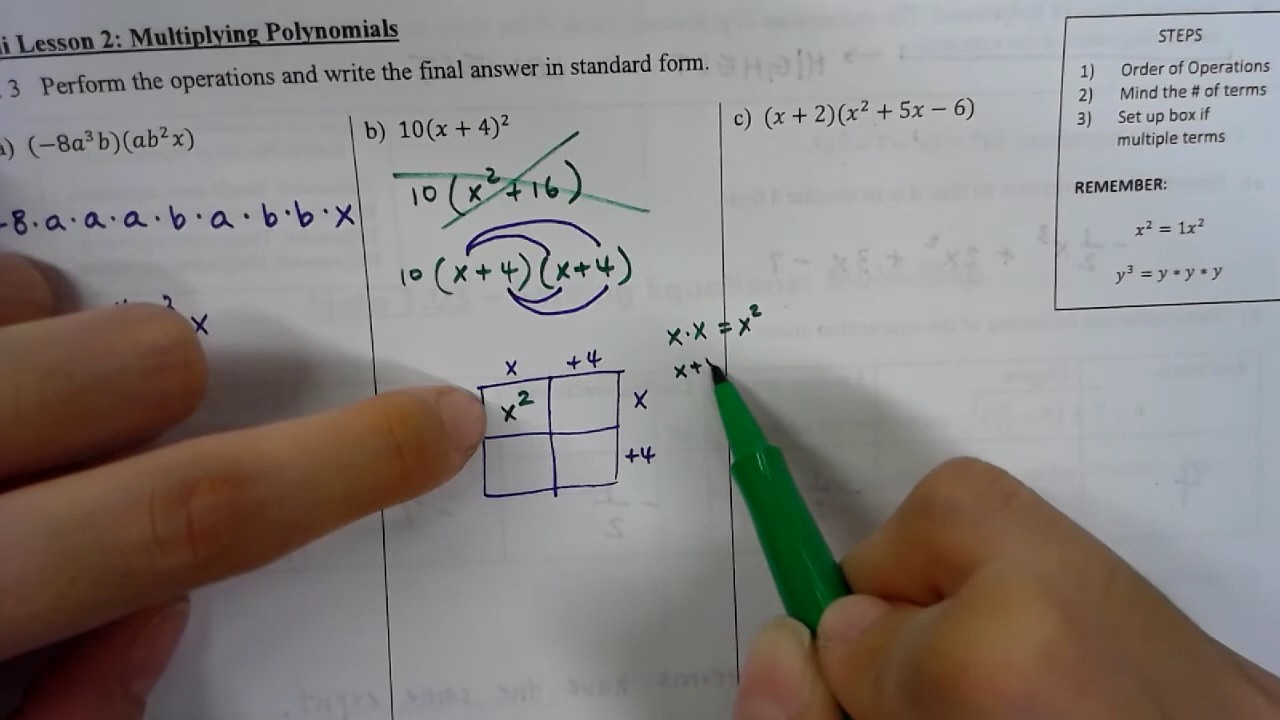 i Lesson 2: Multiplying Polynomials
3 Perform the operations and write the final answer in standard form.
a) (−8a³b)(ab²x)
-8·a·a·a·b·a·b·b·x
² x
b) 10(x + 4)²
10(x²+16)
10(x+4)(x+4)
x +4
x² x
+4
x·x = x²
x+
c) (x + 2)(x² + 5x − 6)
STEPS
1) Order of Operations
2) Mind the # of terms
3) Set up box if
multiple terms
REMEMBER:
x² = 1x²
y³ = y * y * y